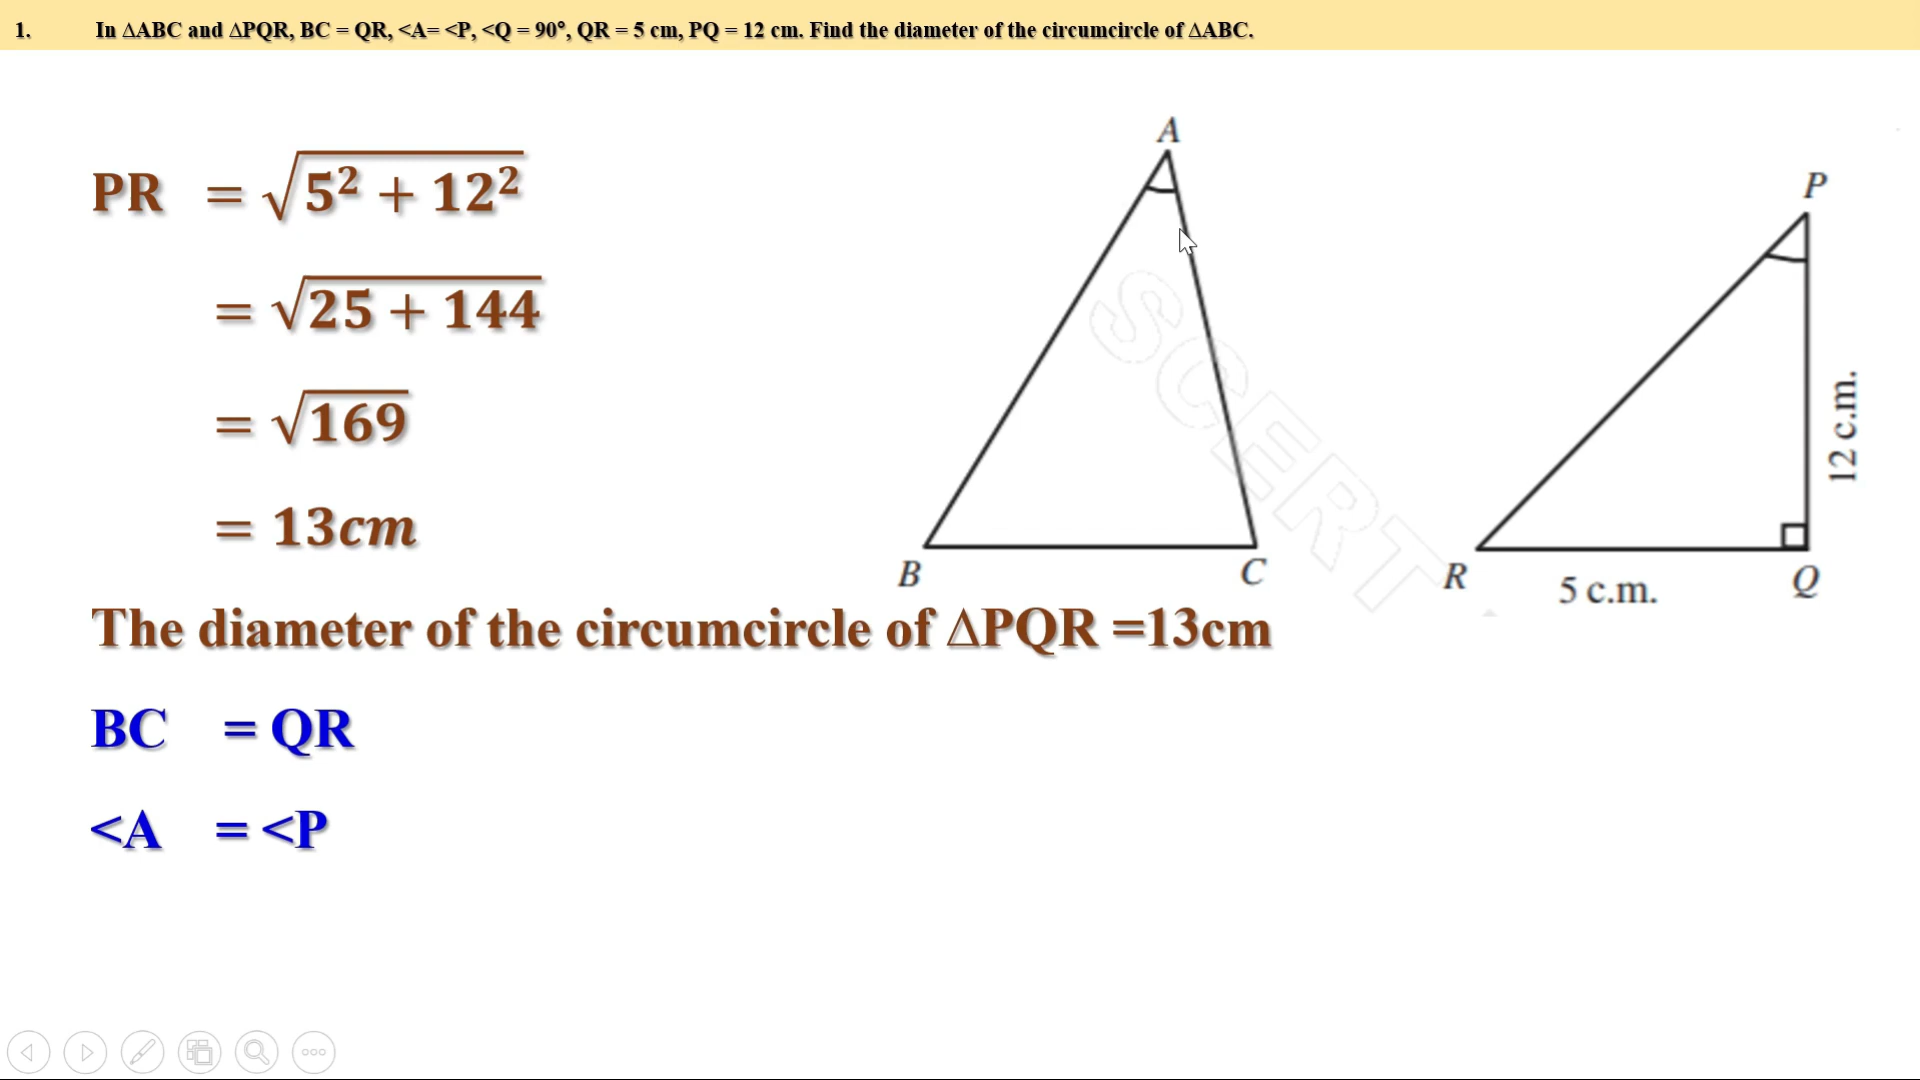 1. In ΔABC and ΔPQR, BC = QR, <A= <P, <Q = 90°, QR = 5 cm, PQ = 12 cm. Find the diameter of the circumcircle of ΔABC.
PR = √(5² + 12²)
= √(25 + 144)
= √169
= 13cm
A
P
12 c.m.
SCERT
B
C
R
5 c.m.
Q
The diameter of the circumcircle of ΔPQR =13cm
BC = QR
<A = <P